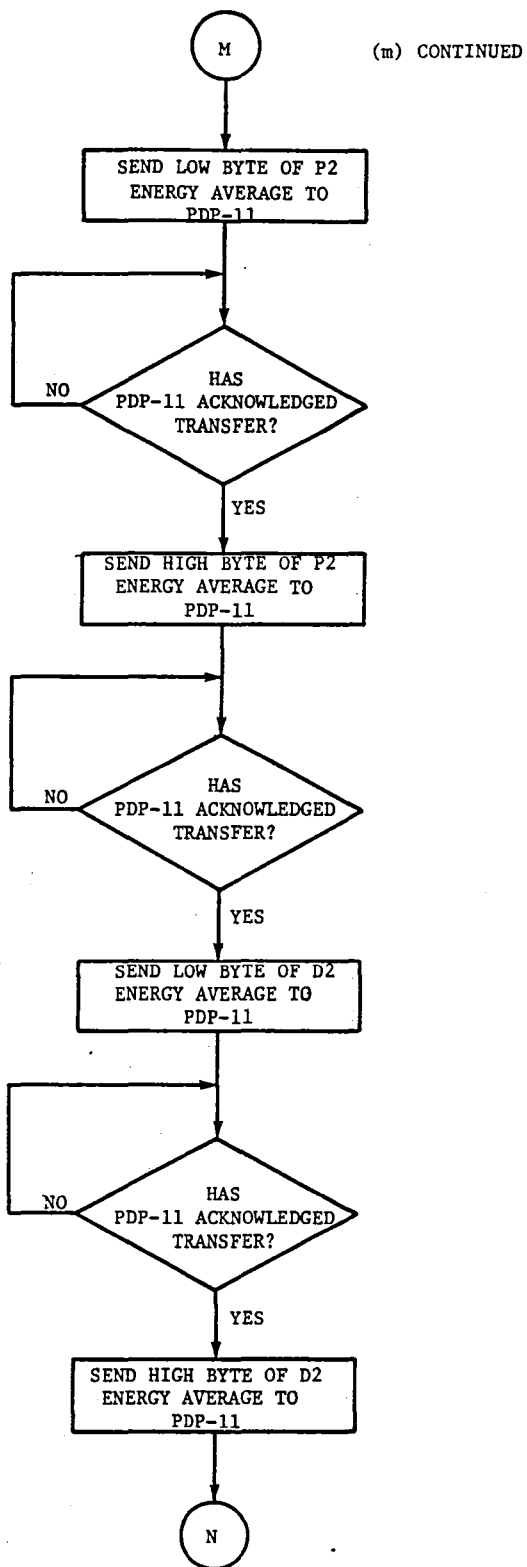 M
(m) CONTINUED
SEND LOW BYTE OF P2
ENERGY AVERAGE TO
PDP-11
HAS
PDP-11 ACKNOWLEDGED
TRANSFER?
NO
YES
SEND HIGH BYTE OF P2
ENERGY AVERAGE TO
PDP-11
HAS
PDP-11 ACKNOWLEDGED
TRANSFER?
NO
YES
SEND LOW BYTE OF D2
ENERGY AVERAGE TO
PDP-11
HAS
PDP-11 ACKNOWLEDGED
TRANSFER?
NO
YES
SEND HIGH BYTE OF D2
ENERGY AVERAGE TO
PDP-11
N